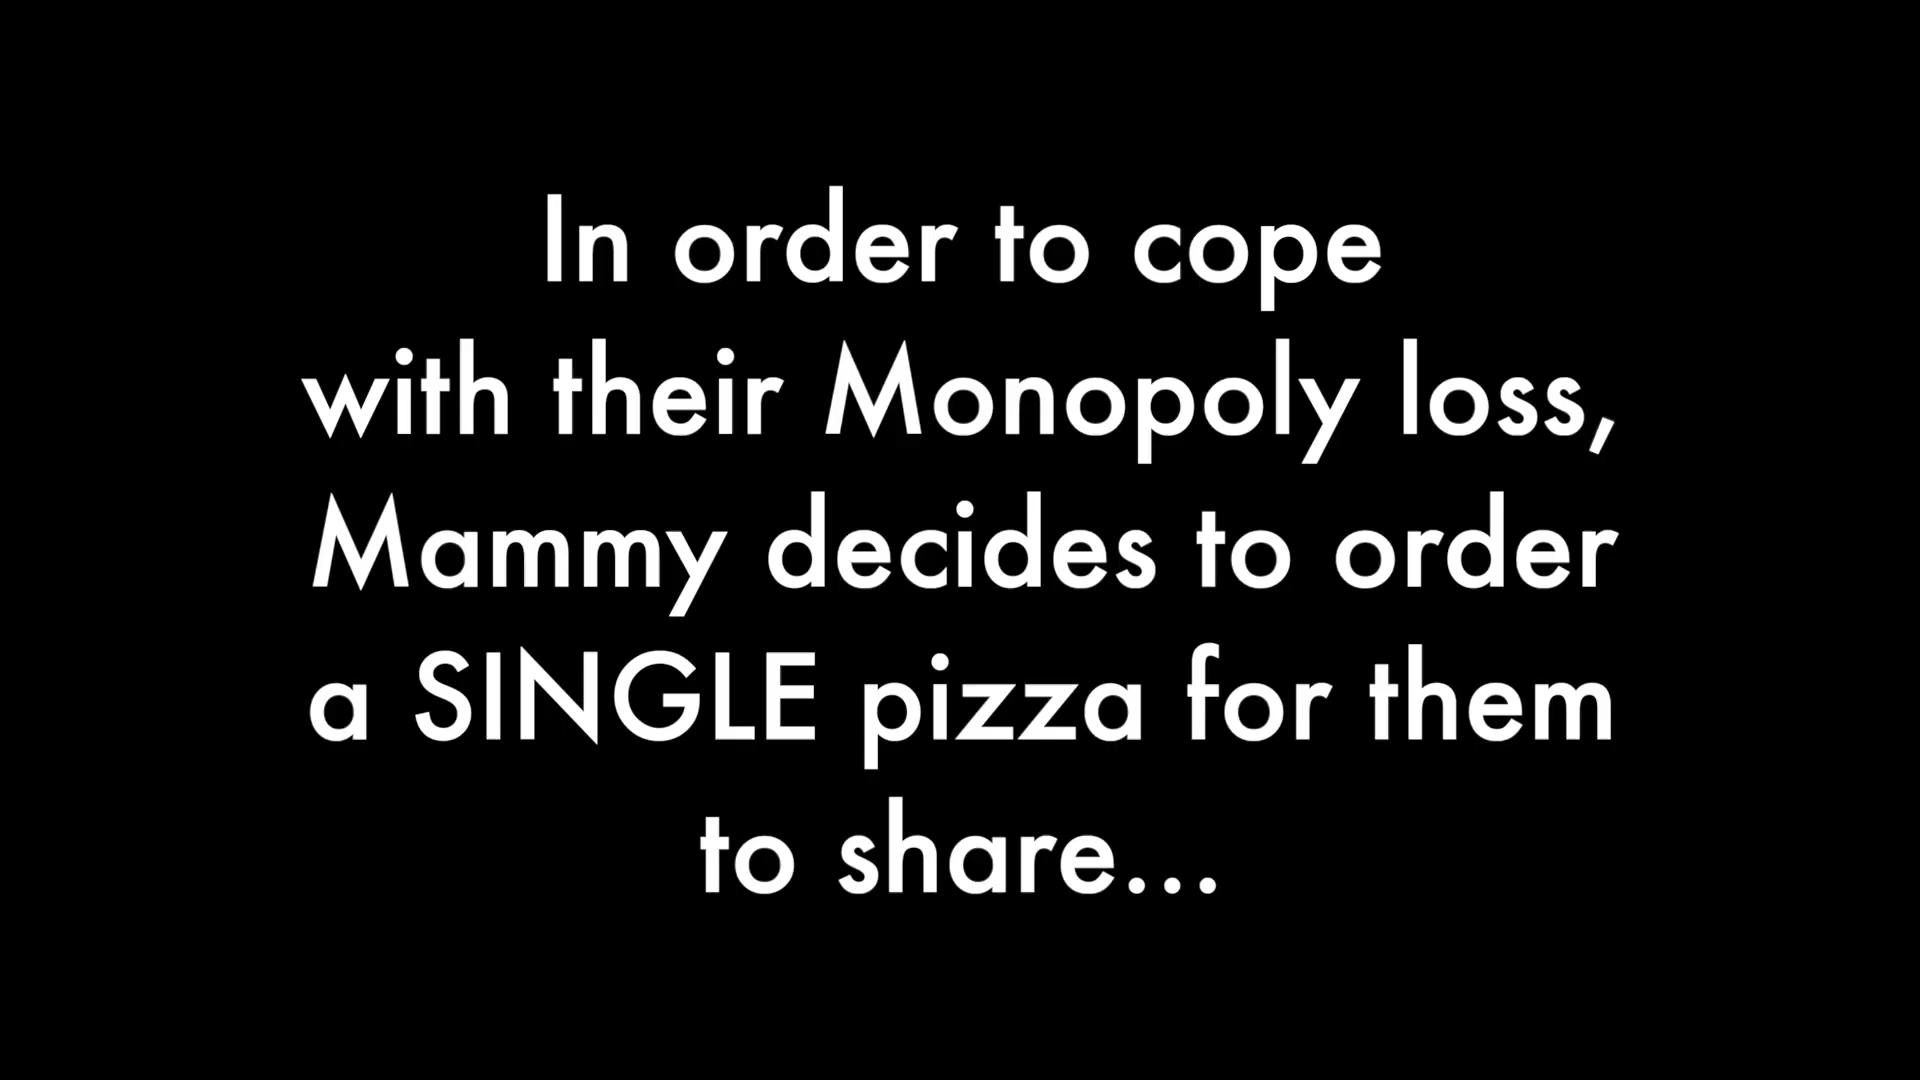 In order to cope
with their Monopoly loss,
Mammy decides to order
a SINGLE pizza for them
to share...